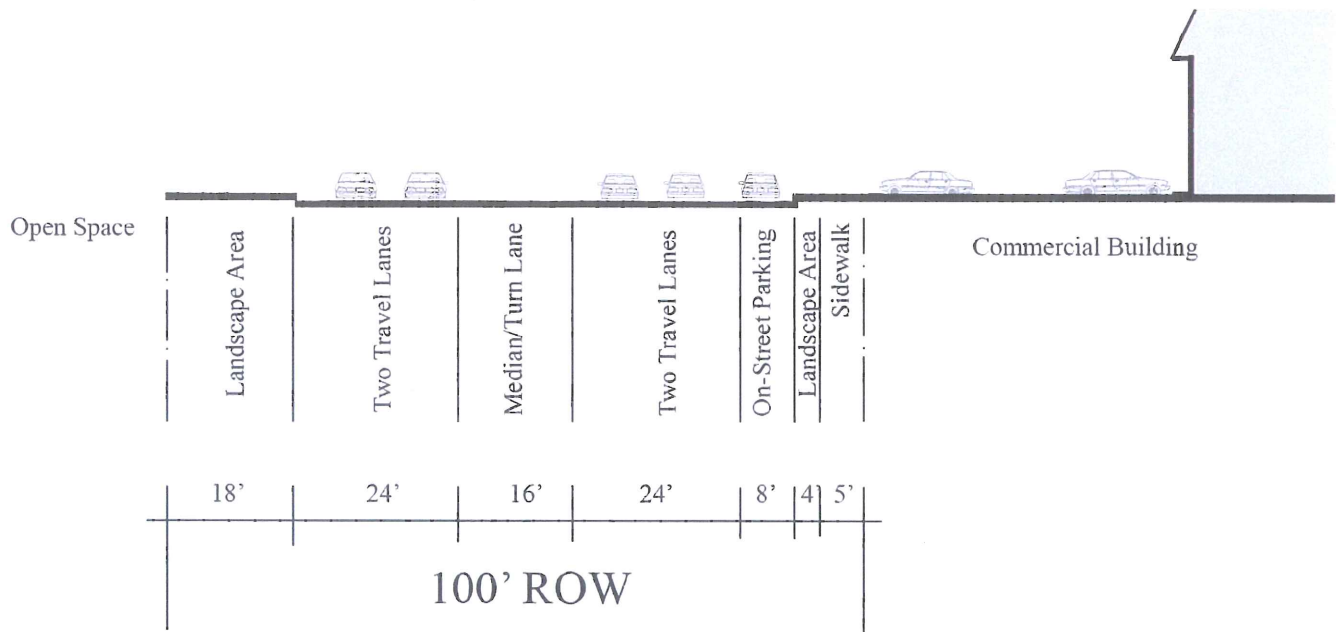 Open Space
Landscape Area
Two Travel Lanes
Median/Turn Lane
Two Travel Lanes
On-Street Parking
Landscape Area
Sidewalk
Commercial Building
18’ 24’ 16’ 24’ 8’ 4’ 5’
100’ ROW